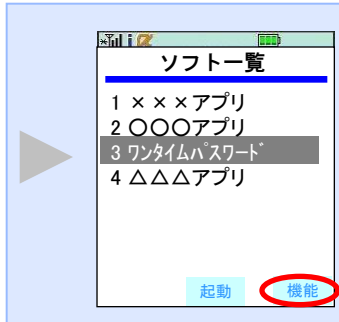 ソフト一覧
1 ×××アプリ
2 〇〇〇アプリ
3 ワンタイムパスワード
4 △△△アプリ
起動 機能